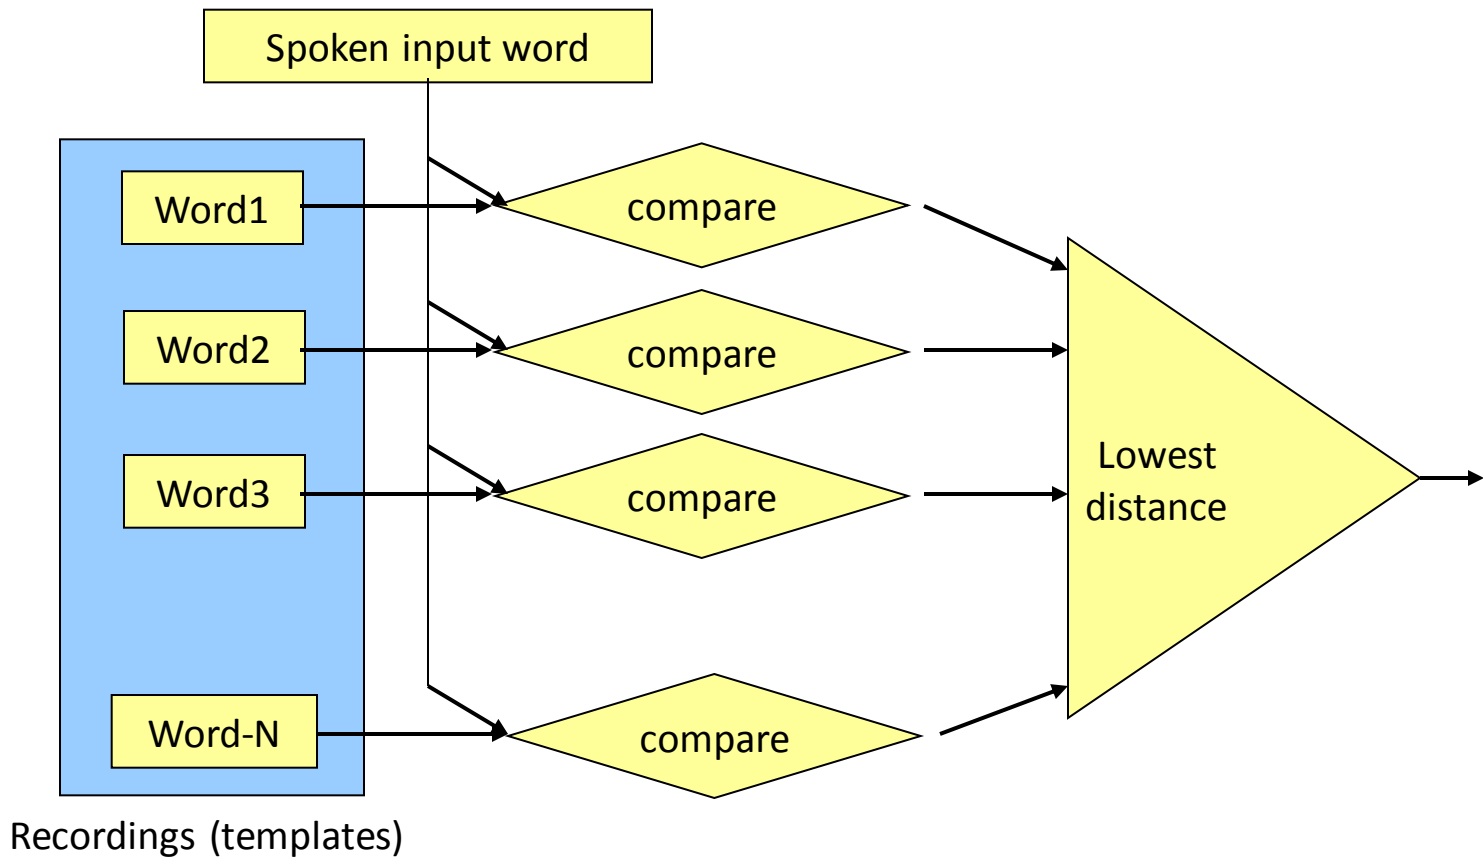 Spoken input word
Word1
compare
Word2
compare
Word3
compare
Lowest
distance
Word-N
compare
Recordings (templates)